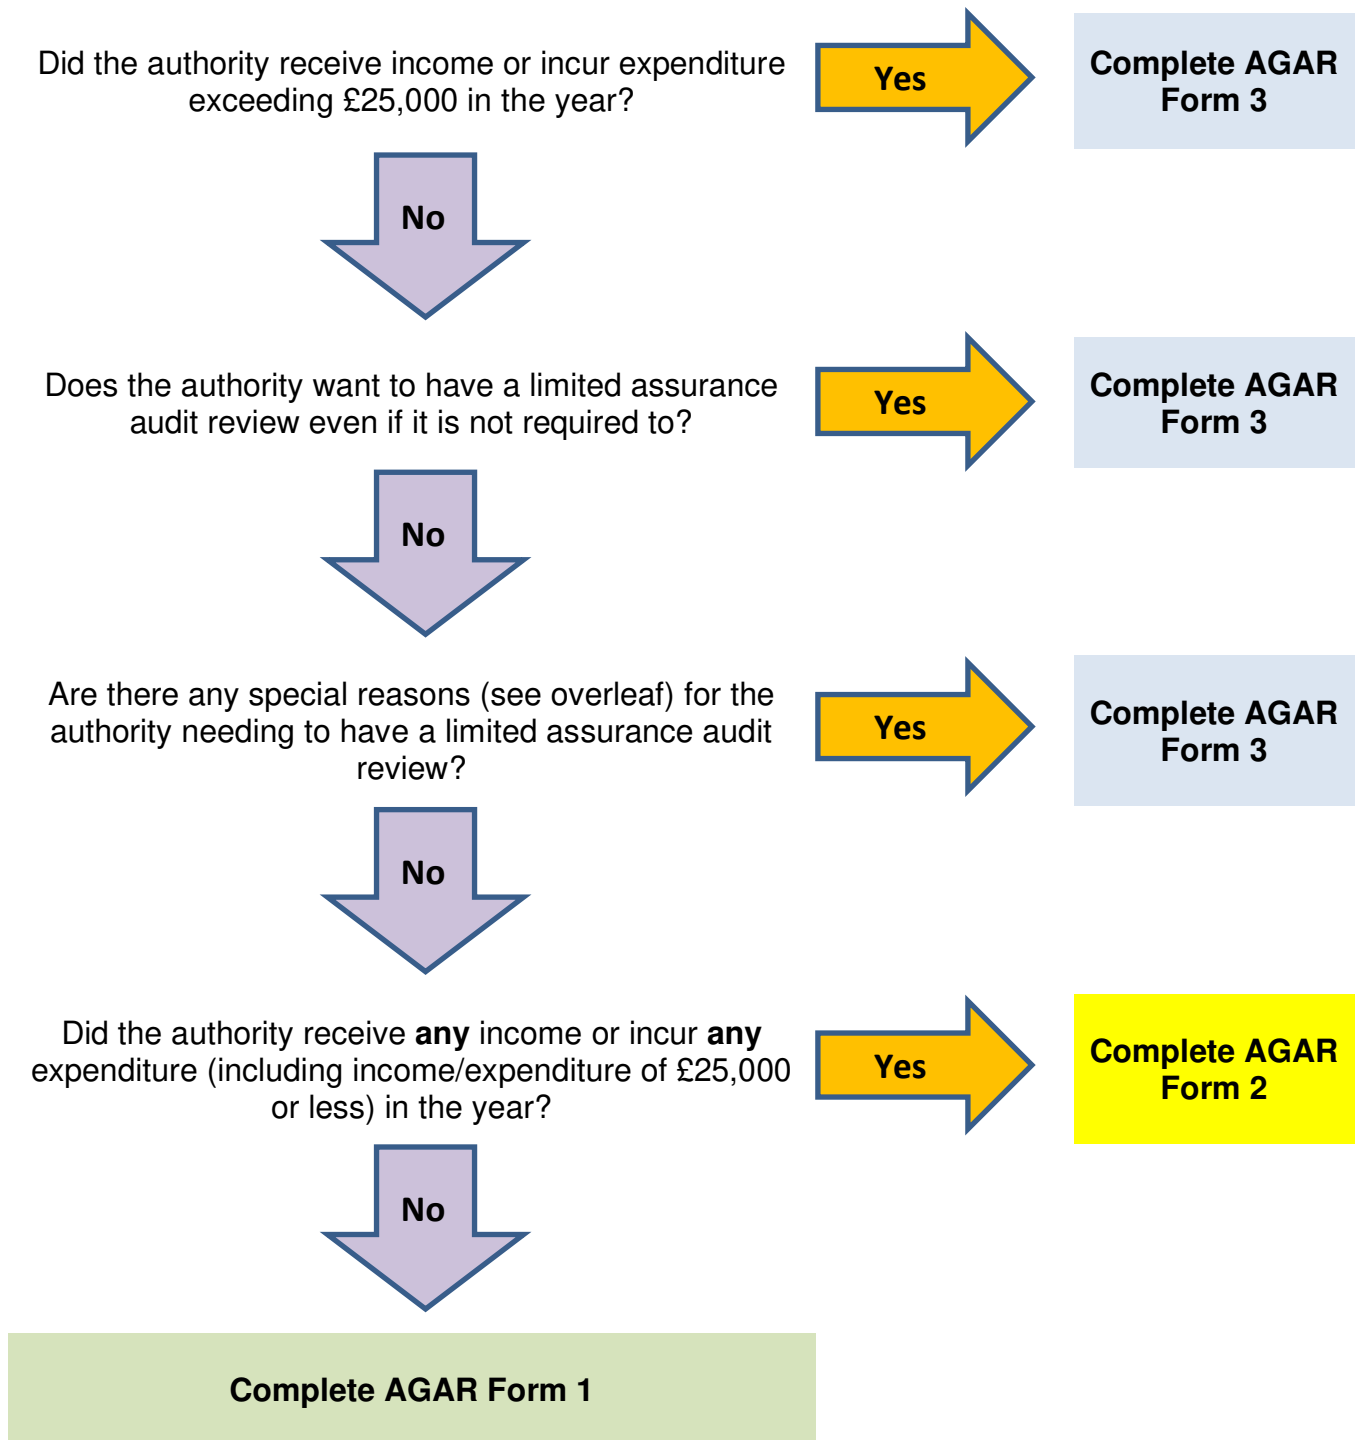 Did the authority receive income or incur expenditure
exceeding £25,000 in the year?
Yes
Complete AGAR
Form 3
No
Does the authority want to have a limited assurance
audit review even if it is not required to?
Yes
Complete AGAR
Form 3
No
Are there any special reasons (see overleaf) for the
authority needing to have a limited assurance audit
review?
Yes
Complete AGAR
Form 3
No
Did the authority receive any income or incur any
expenditure (including income/expenditure of £25,000
or less) in the year?
Yes
Complete AGAR
Form 2
No
Complete AGAR Form 1